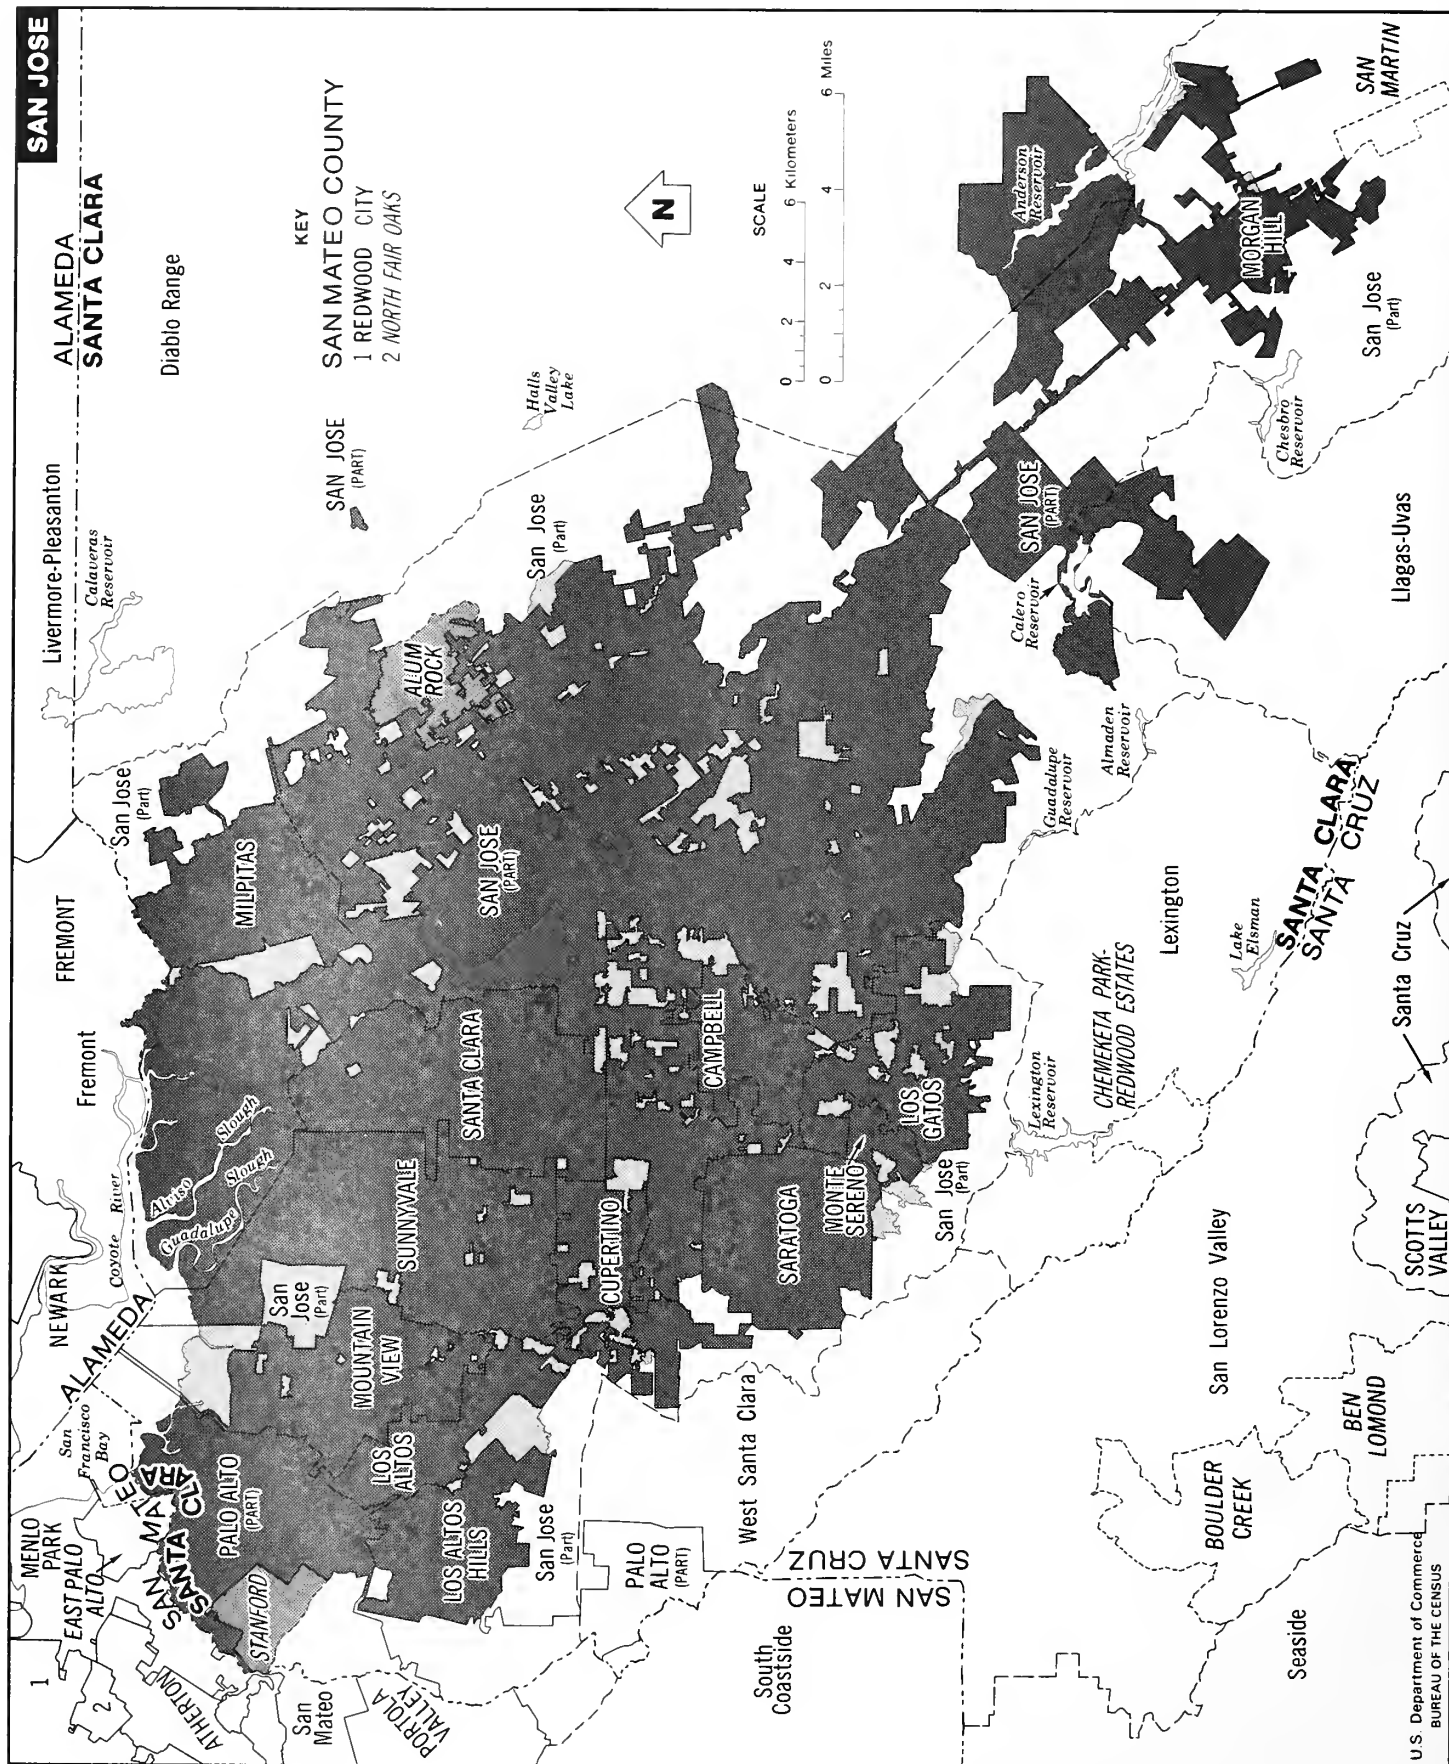 SAN JOSE
ALAMEDA
SANTA CLARA
Livermore-Pleasanton
Calaveras
Reservoir
Diablo Range
KEY
SAN MATEO COUNTY
1 REDWOOD CITY
2 NORTH FAIR OAKS
N
SCALE
0 2 4 6 Kilometers
0 2 4 6 Miles
FREMONT
Fremont
NEWARK
Coyote River
ALAMEDA
San
Francisco
Bay
MENLO
PARK
EAST PALO
ALTO
SAN MATEO
SANTA CLARA
1
2
ATHERTON
STANFORD
San
Mateo
PORTOLA
VALLEY
PALO ALTO
(PART)
Alviso Slough
Guadalupe Slough
San Jose
(Part)
MILPITAS
SAN JOSE
(PART)
Halls
Valley
Lake
San Jose
(Part)
ALUM
ROCK
SAN JOSE
(PART)
SANTA CLARA
SUNNYVALE
San
Jose
(Part)
MOUNTAIN
VIEW
LOS
ALTOS
LOS ALTOS
HILLS
San Jose
(Part)
PALO
ALTO
(PART)
CUPERTINO
CAMPBELL
SARATOGA
MONTE
SERENO
LOS
GATOS
San Jose
(Part)
West Santa Clara
SANTA CRUZ
SAN MATEO
South
Coastside
Seaside
Anderson
Reservoir
MORGAN
HILL
SAN
MARTIN
San Jose
(Part)
Chesbro
Reservoir
SAN JOSE
(PART)
Calero
Reservoir
Llagas-Uvas
Almaden
Reservoir
Guadalupe
Reservoir
Lexington
Lexington
Reservoir
CHEMEKETA PARK-
REDWOOD ESTATES
Lake
Elsman
SANTA CLARA
SANTA CRUZ
Santa Cruz
SCOTTS
VALLEY
San Lorenzo Valley
BEN
LOMOND
BOULDER
CREEK
U.S. Department of Commerce
BUREAU OF THE CENSUS